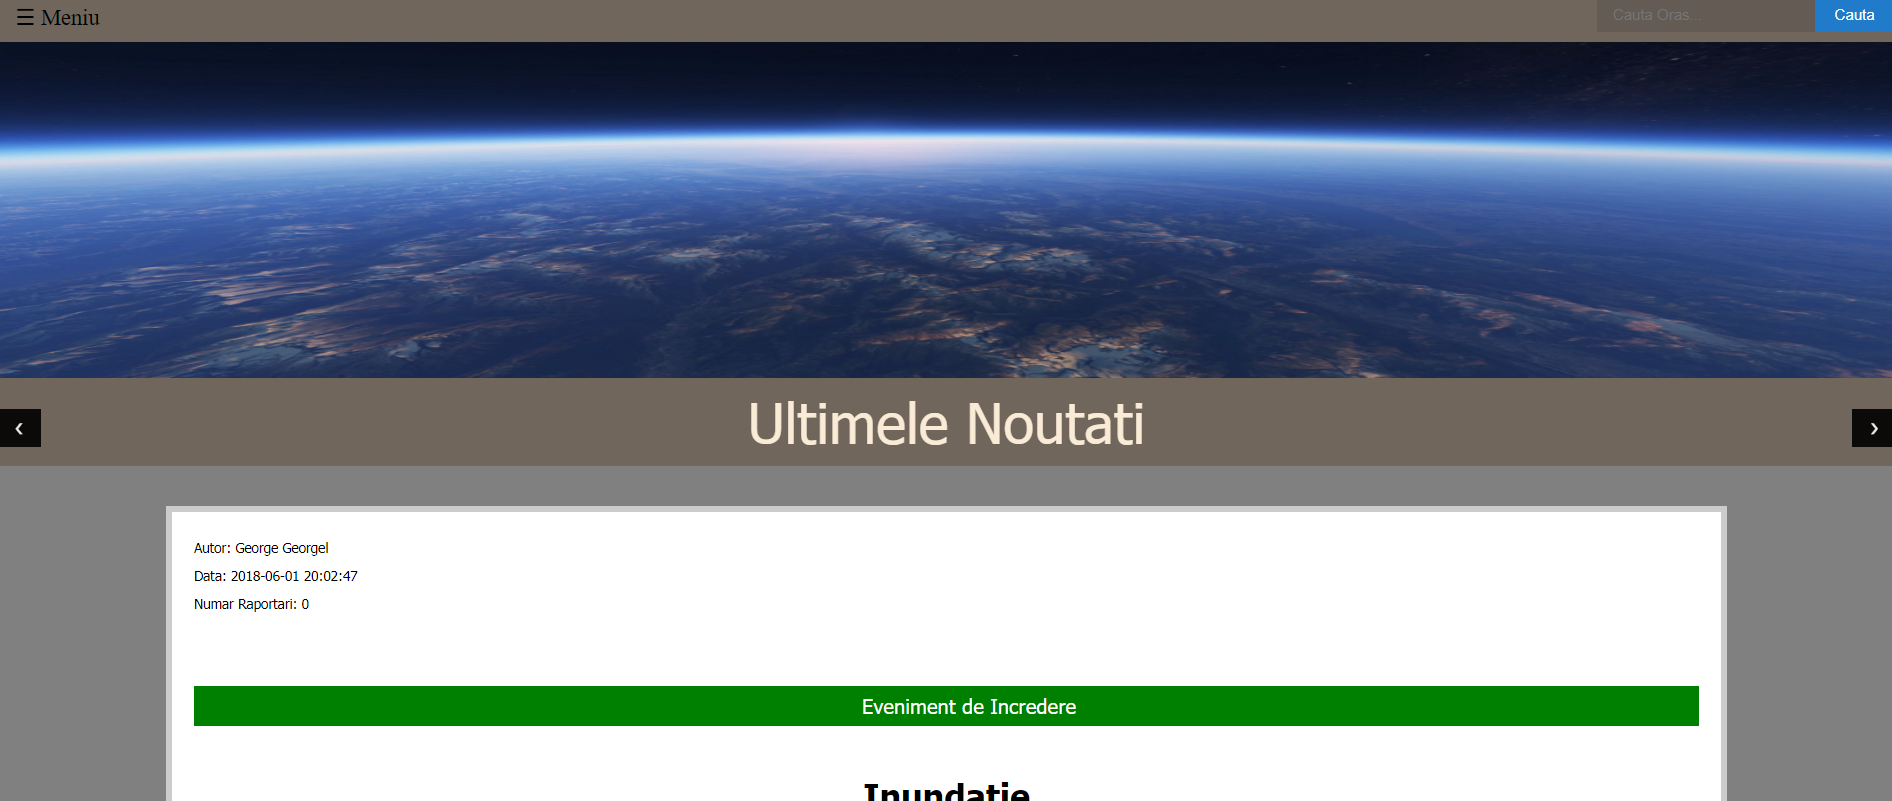 ☰ Meniu
Cauta Oras...
Cauta
Ultimele Noutati
‹
›
Autor: George Georgel
Data: 2018-06-01 20:02:47
Numar Raportari: 0
Eveniment de Incredere
Inundatie